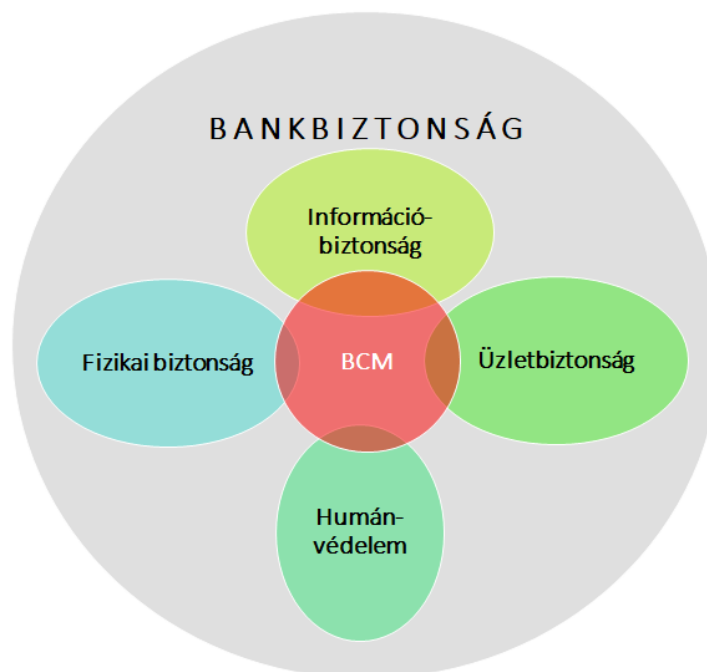 BANKBIZTONSÁG
Információ-
biztonság
Fizikai biztonság
BCM
Üzletbiztonság
Humán-
védelem